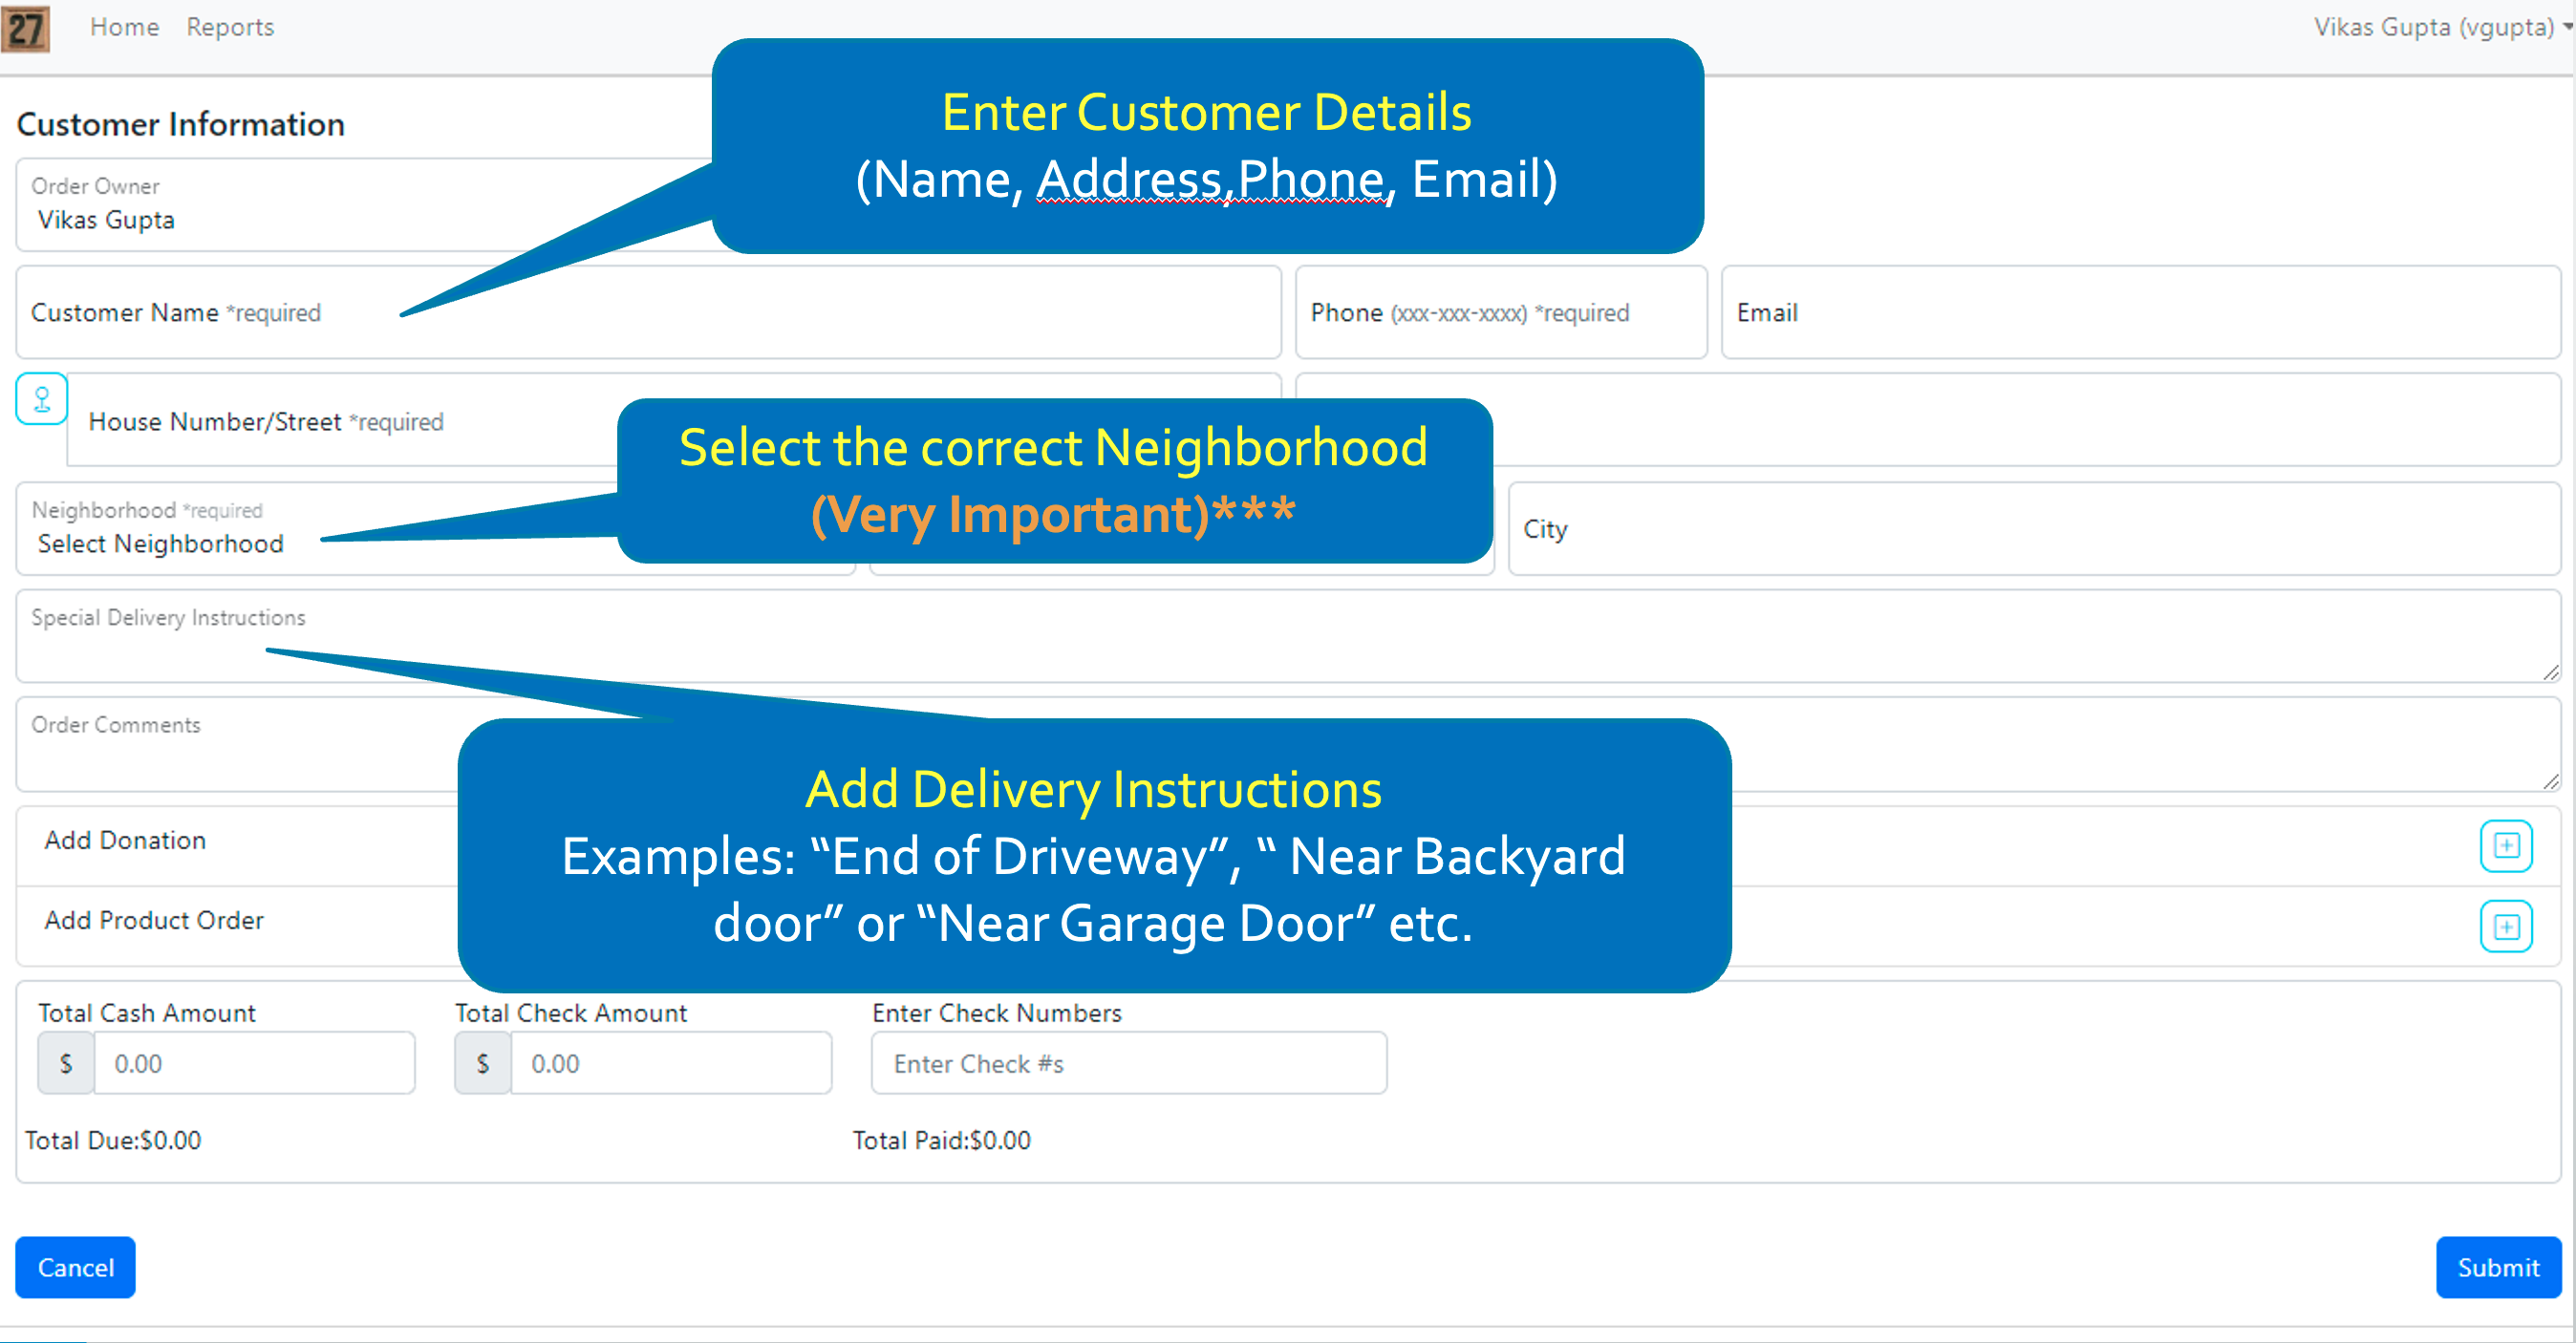 27 Home Reports Vikas Gupta (vgupta)
Enter Customer Details
(Name, Address,Phone, Email)
Customer Information
Order Owner
Vikas Gupta
Customer Name *required
Phone (xxx-xxx-xxxx) *required
Email
House Number/Street *required
Select the correct Neighborhood
(Very Important)***
Neighborhood *required
Select Neighborhood
City
Special Delivery Instructions
Order Comments
Add Delivery Instructions
Examples: “End of Driveway”, “ Near Backyard
door” or “Near Garage Door” etc.
Add Donation
Add Product Order
Total Cash Amount
$ 0.00
Total Check Amount
$ 0.00
Enter Check Numbers
Enter Check #s
Total Due:$0.00
Total Paid:$0.00
Cancel
Submit